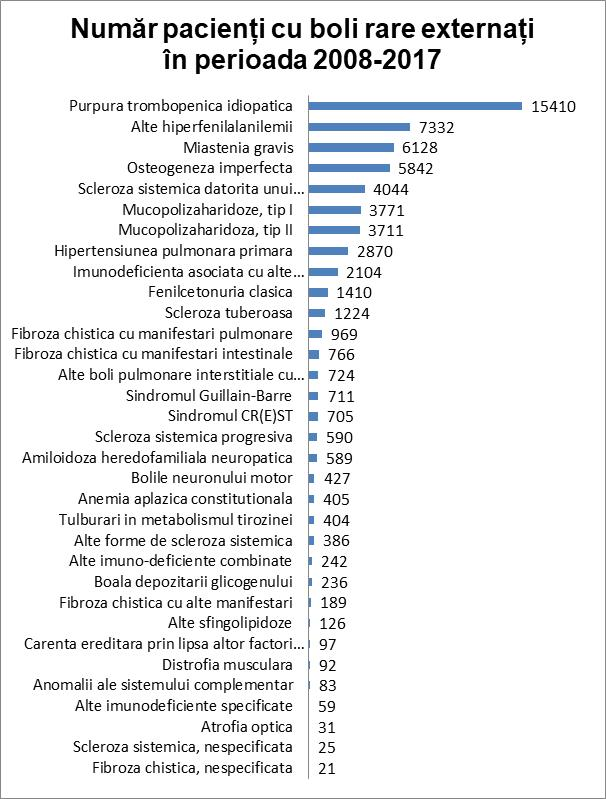 Număr pacienți cu boli rare externați
în perioada 2008-2017
Purpura trombopenica idiopatica 15410
Alte hiperfenilalanilemii 7332
Miastenia gravis 6128
Osteogeneza imperfecta 5842
Scleroza sistemica datorita unui... 4044
Mucopolizaharidoze, tip I 3771
Mucopolizaharidoza, tip II 3711
Hipertensiunea pulmonara primara 2870
Imunodeficienta asociata cu alte... 2104
Fenilcetonuria clasica 1410
Scleroza tuberoasa 1224
Fibroza chistica cu manifestari pulmonare 969
Fibroza chistica cu manifestari intestinale 766
Alte boli pulmonare interstitiale cu... 724
Sindromul Guillain-Barre 711
Sindromul CR(E)ST 705
Scleroza sistemica progresiva 590
Amiloidoza heredofamiliala neuropatica 589
Bolile neuronului motor 427
Anemia aplazica constitutionala 405
Tulburari in metabolismul tirozinei 404
Alte forme de scleroza sistemica 386
Alte imuno-deficiente combinate 242
Boala depozitarii glicogenului 236
Fibroza chistica cu alte manifestari 189
Alte sfingolipidoze 126
Carenta ereditara prin lipsa altor factori... 97
Distrofia musculara 92
Anomalii ale sistemului complementar 83
Alte imunodeficiente specificate 59
Atrofia optica 31
Scleroza sistemica, nespecificata 25
Fibroza chistica, nespecificata 21